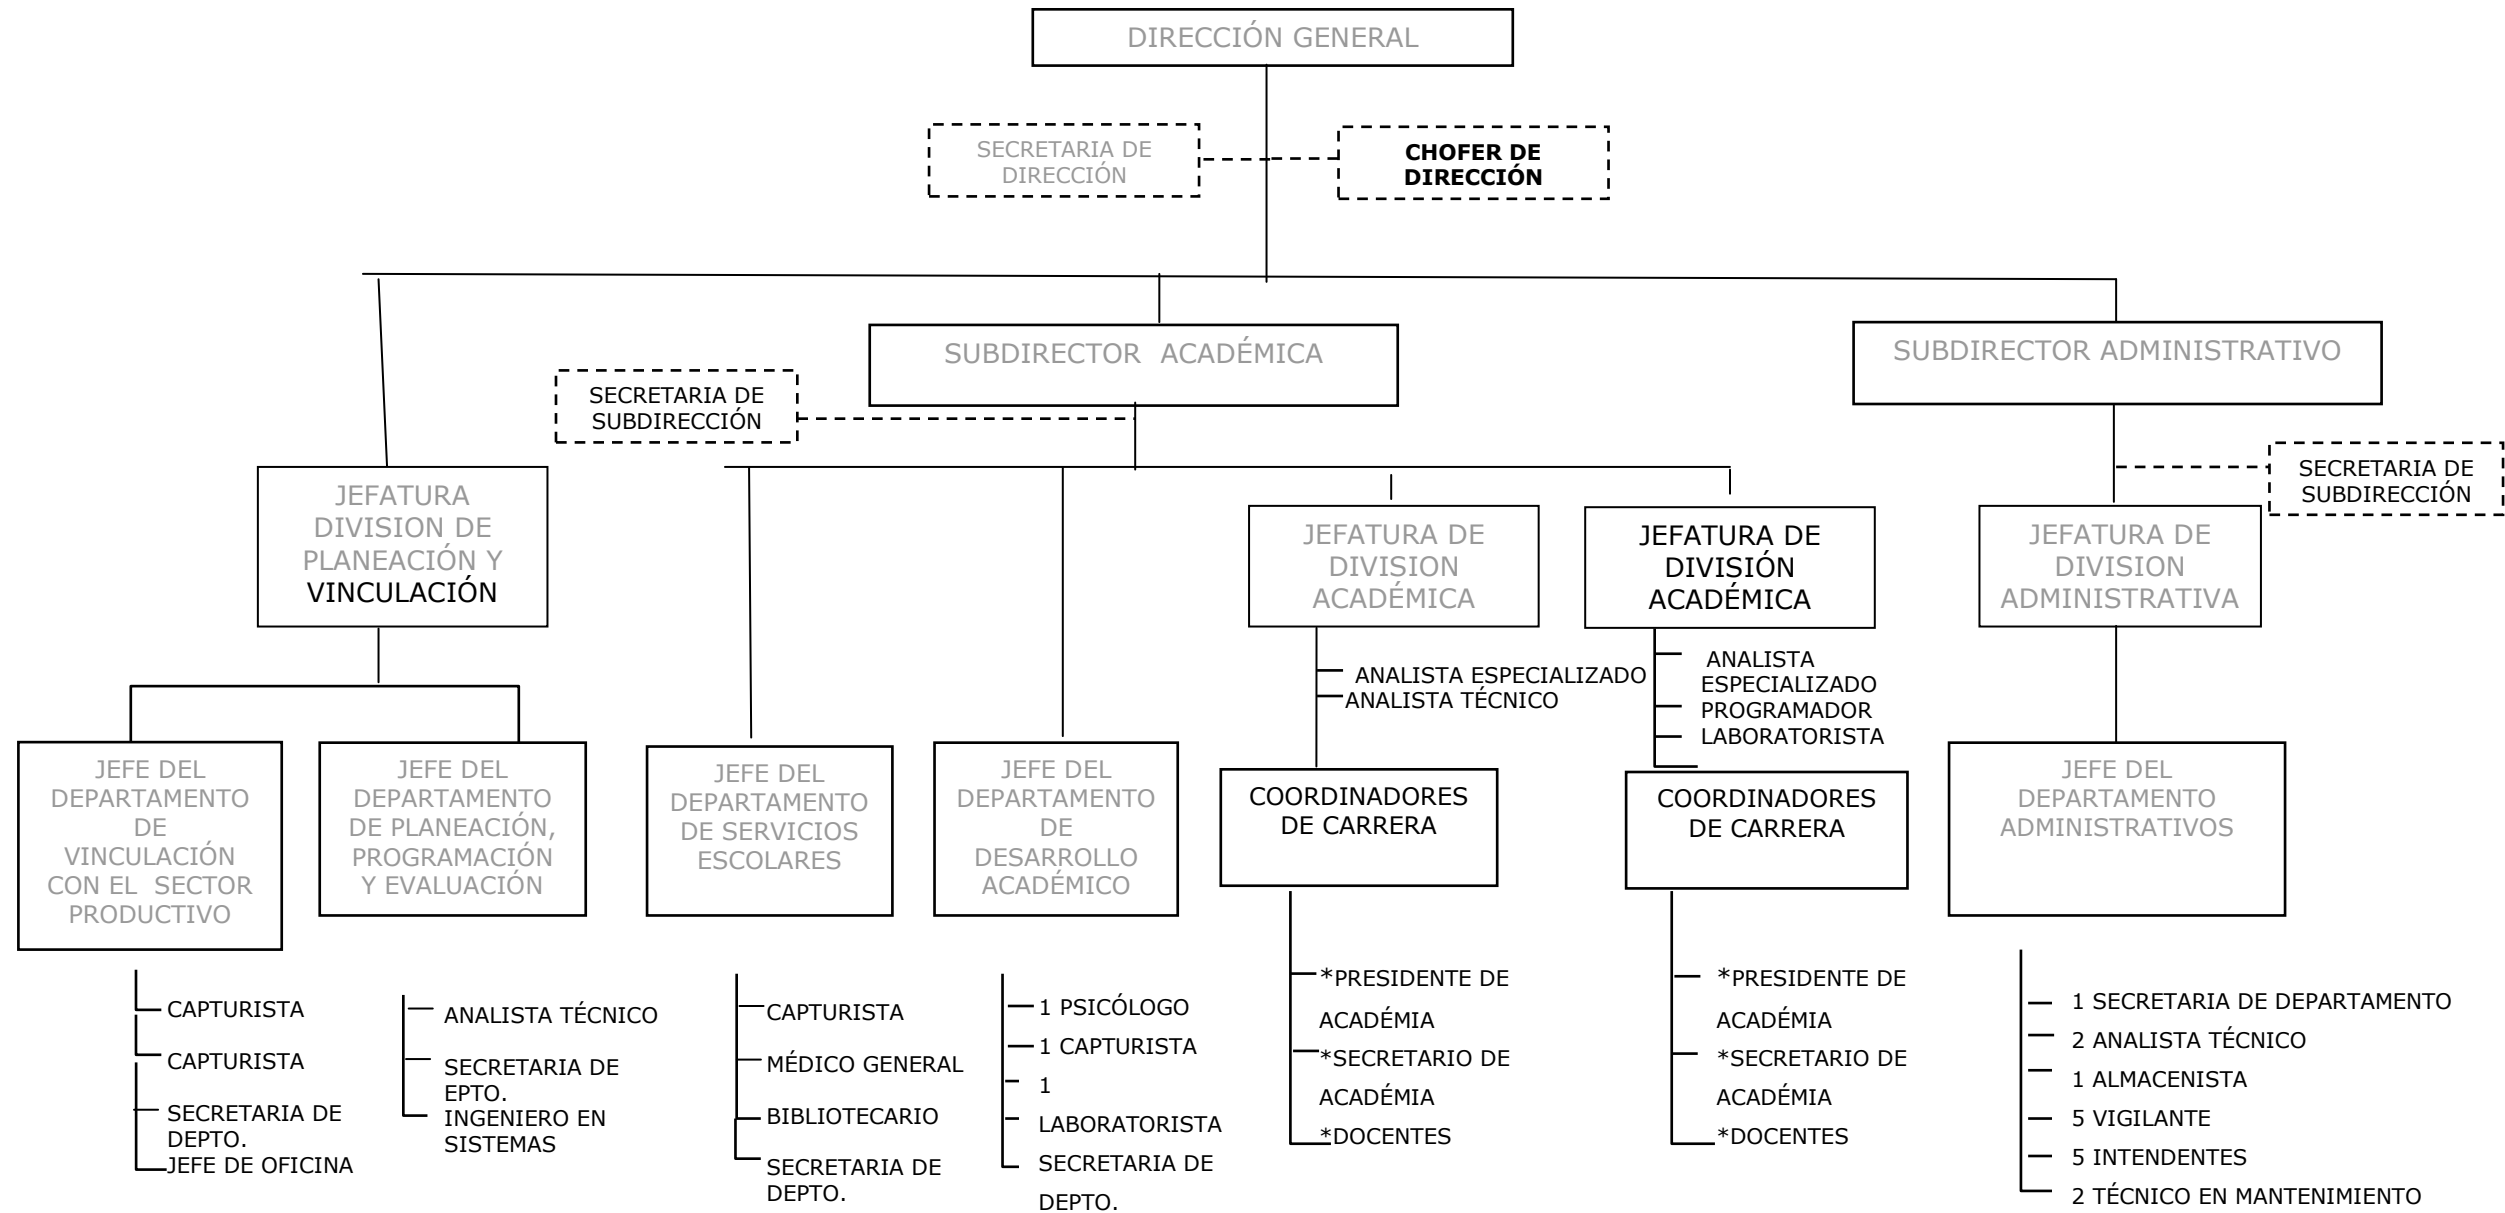 DIRECCIÓN GENERAL
SECRETARIA DE
DIRECCIÓN
CHOFER DE
DIRECCIÓN
SUBDIRECTOR ACADÉMICA
SUBDIRECTOR ADMINISTRATIVO
SECRETARIA DE
SUBDIRECCIÓN
SECRETARIA DE
SUBDIRECCIÓN
JEFATURA
DIVISION DE
PLANEACIÓN Y
VINCULACIÓN
JEFATURA DE
DIVISION
ACADÉMICA
JEFATURA DE
DIVISIÓN
ACADÉMICA
JEFATURA DE
DIVISION
ADMINISTRATIVA
ANALISTA ESPECIALIZADO
ANALISTA TÉCNICO
ANALISTA
ESPECIALIZADO
PROGRAMADOR
LABORATORISTA
JEFE DEL
DEPARTAMENTO
DE
VINCULACIÓN
CON EL SECTOR
PRODUCTIVO
JEFE DEL
DEPARTAMENTO
DE PLANEACIÓN,
PROGRAMACIÓN
Y EVALUACIÓN
JEFE DEL
DEPARTAMENTO
DE SERVICIOS
ESCOLARES
JEFE DEL
DEPARTAMENTO
DE
DESARROLLO
ACADÉMICO
COORDINADORES
DE CARRERA
COORDINADORES
DE CARRERA
JEFE DEL
DEPARTAMENTO
ADMINISTRATIVOS
CAPTURISTA
CAPTURISTA
SECRETARIA DE
DEPTO.
JEFE DE OFICINA
ANALISTA TÉCNICO
SECRETARIA DE
EPTO.
INGENIERO EN
SISTEMAS
CAPTURISTA
MÉDICO GENERAL
BIBLIOTECARIO
SECRETARIA DE
DEPTO.
1 PSICÓLOGO
1 CAPTURISTA
1
LABORATORISTA
SECRETARIA DE
DEPTO.
*PRESIDENTE DE
ACADÉMIA
*SECRETARIO DE
ACADÉMIA
*DOCENTES
*PRESIDENTE DE
ACADÉMIA
*SECRETARIO DE
ACADÉMIA
*DOCENTES
1 SECRETARIA DE DEPARTAMENTO
2 ANALISTA TÉCNICO
1 ALMACENISTA
5 VIGILANTE
5 INTENDENTES
2 TÉCNICO EN MANTENIMIENTO